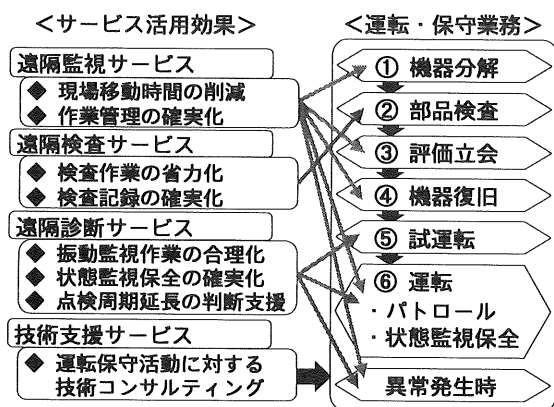 ＜サービス活用効果＞
遠隔監視サービス
◆ 現場移動時間の削減
◆ 作業管理の確実化
遠隔検査サービス
◆ 検査作業の省力化
◆ 検査記録の確実化
遠隔診断サービス
◆ 振動監視作業の合理化
◆ 状態監視保全の確実化
◆ 点検周期延長の判断支援
技術支援サービス
◆ 運転保守活動に対する
技術コンサルティング
＜運転・保守業務＞
① 機器分解
② 部品検査
③ 評価立会
④ 機器復旧
⑤ 試運転
⑥ 運転
・パトロール
・状態監視保全
異常発生時